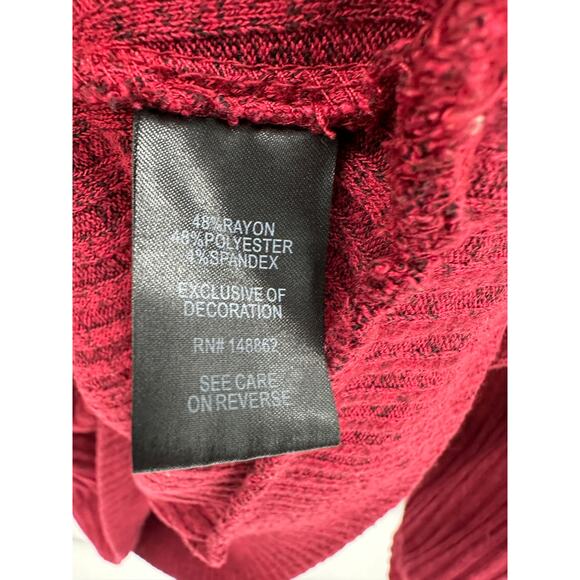 48%RAYON
48%POLYESTER
4%SPANDEX
EXCLUSIVE OF
DECORATION
RN# 148862
SEE CARE
ON REVERSE